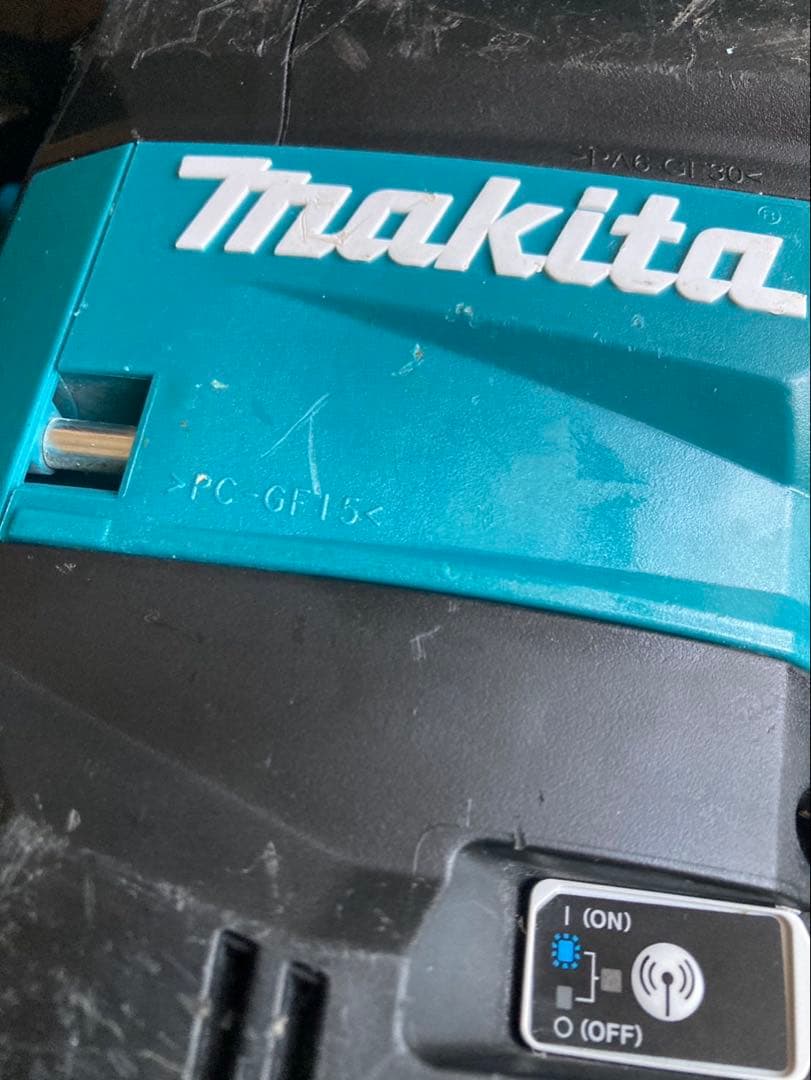 >PA6-GF30<
makita®
>PC-GF15<
I (ON)
O (OFF)